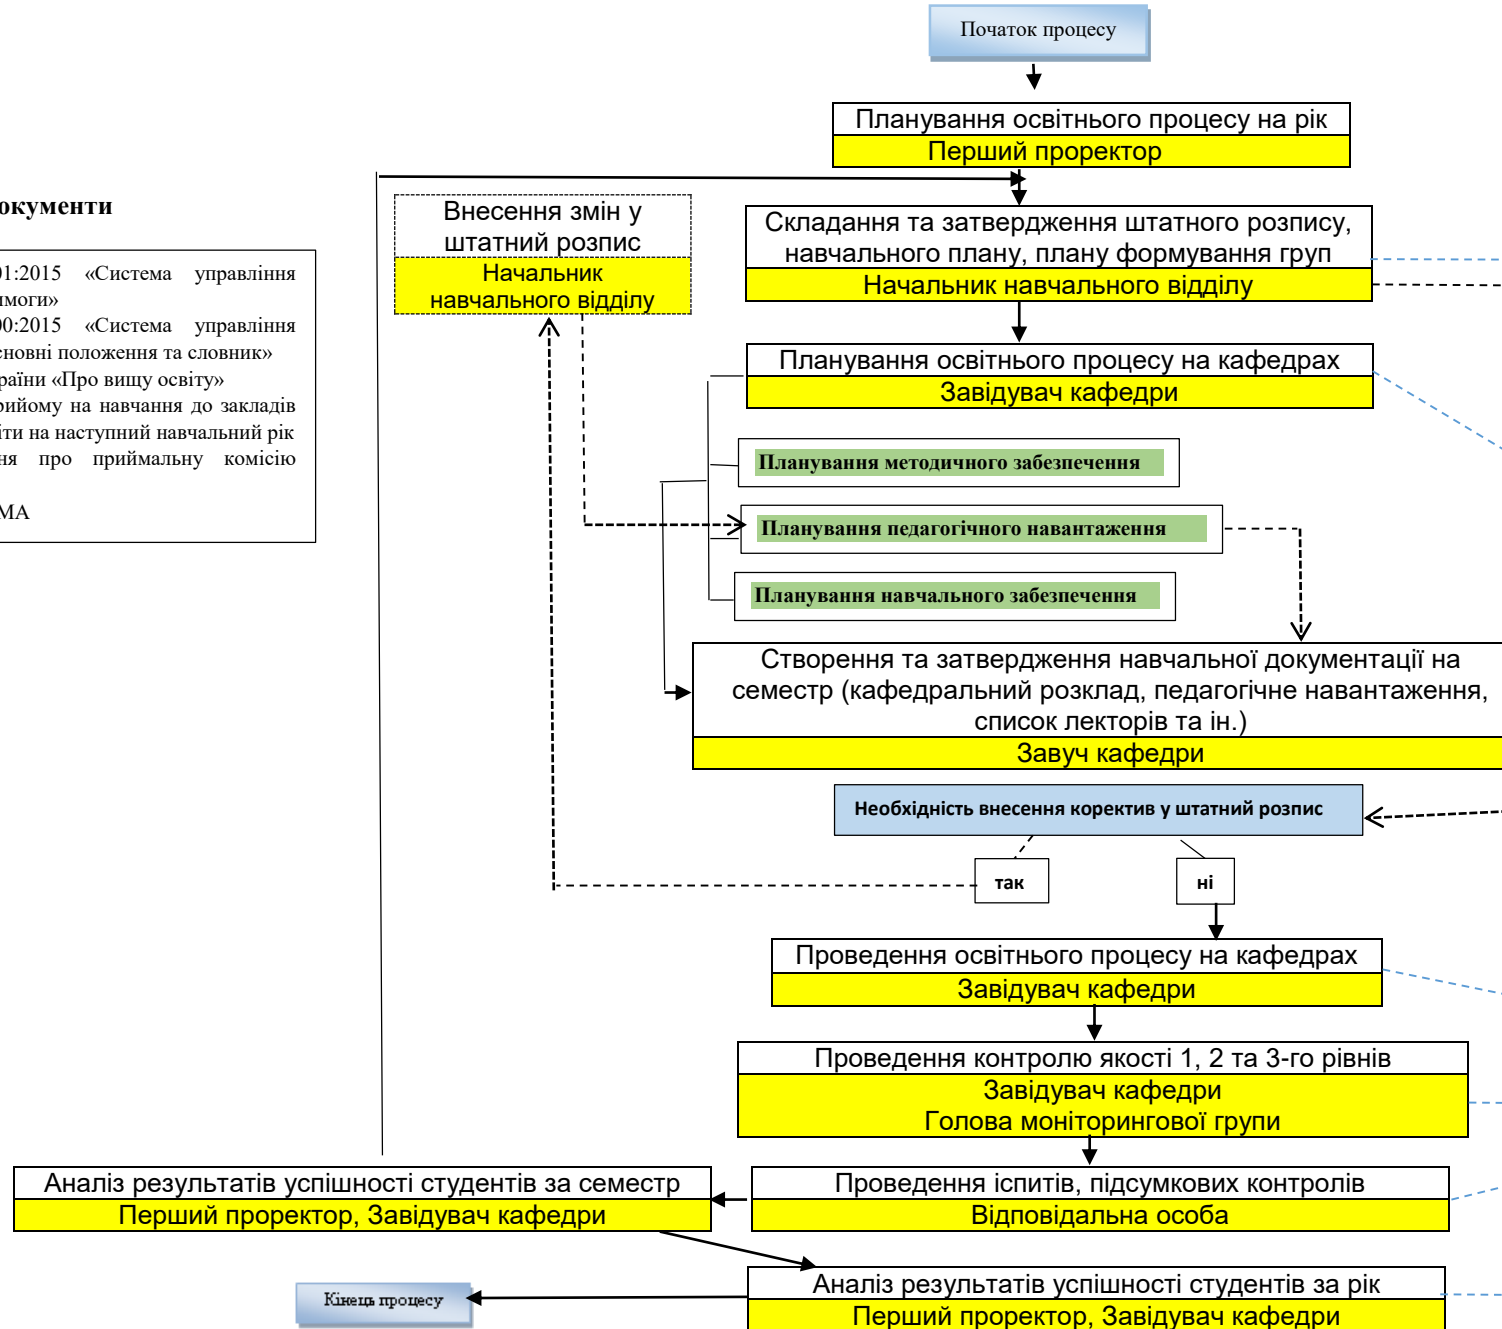 Початок процесу
Планування освітнього процесу на рік
Перший проректор
Внесення змін у
штатний розпис
Начальник
навчального відділу
Складання та затвердження штатного розпису,
навчального плану, плану формування груп
Начальник навчального відділу
окументи
01:2015 «Система управління
имоги»
00:2015 «Система управління
сновні положення та словник»
раїни «Про вищу освіту»
рийому на навчання до закладів
іти на наступний навчальний рік
ня про приймальну комісію
МА
Планування освітнього процесу на кафедрах
Завідувач кафедри
Планування методичного забезпечення
Планування педагогічного навантаження
Планування навчального забезпечення
Створення та затвердження навчальної документації на
семестр (кафедральний розклад, педагогічне навантаження,
список лекторів та ін.)
Завуч кафедри
Необхідність внесення коректив у штатний розпис
так
ні
Проведення освітнього процесу на кафедрах
Завідувач кафедри
Проведення контролю якості 1, 2 та 3-го рівнів
Завідувач кафедри
Голова моніторингової групи
Аналіз результатів успішності студентів за семестр
Перший проректор, Завідувач кафедри
Проведення іспитів, підсумкових контролів
Відповідальна особа
Аналіз результатів успішності студентів за рік
Перший проректор, Завідувач кафедри
Кінець процесу